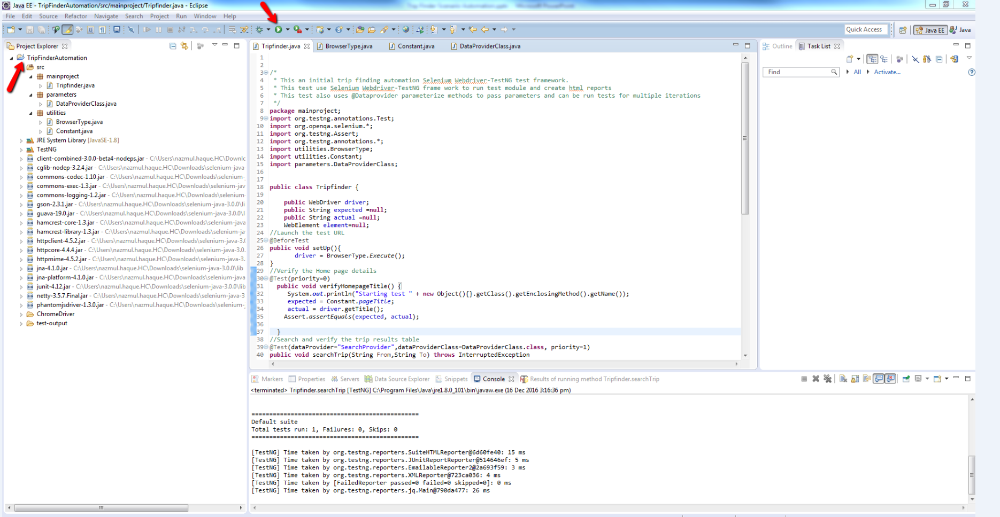 Java EE - TripFinderAutomation/src/mainproject/Tripfinder.java - Eclipse
File Edit Source Refactor Navigate Search Project Run Window Help
Quick Access
Java EE
Java
Project Explorer
TripFinderAutomation
src
mainproject
Tripfinder.java
parameters
DataProviderClass.java
utilities
BrowserType.java
Constant.java
JRE System Library [JavaSE-1.8]
TestNG
client-combined-3.0.0-beta4-nodeps.jar - C:\Users\nazmul.haque.HC\Downlc
cglib-nodep-3.2.4.jar - C:\Users\nazmul.haque.HC\Downloads\selenium-java-
commons-codec-1.10.jar - C:\Users\nazmul.haque.HC\Downloads\selenium-
commons-exec-1.3.jar - C:\Users\nazmul.haque.HC\Downloads\selenium-jav
commons-logging-1.2.jar - C:\Users\nazmul.haque.HC\Downloads\selenium-
gson-2.3.1.jar - C:\Users\nazmul.haque.HC\Downloads\selenium-java-3.0.0\li
guava-19.0.jar - C:\Users\nazmul.haque.HC\Downloads\selenium-java-3.0.0\l
hamcrest-core-1.3.jar - C:\Users\nazmul.haque.HC\Downloads\selenium-java
hamcrest-library-1.3.jar - C:\Users\nazmul.haque.HC\Downloads\selenium-ja
httpclient-4.5.2.jar - C:\Users\nazmul.haque.HC\Downloads\selenium-java-3.(
httpcore-4.4.4.jar - C:\Users\nazmul.haque.HC\Downloads\selenium-java-3.0.
httpmime-4.5.2.jar - C:\Users\nazmul.haque.HC\Downloads\selenium-java-3.
jna-4.1.0.jar - C:\Users\nazmul.haque.HC\Downloads\selenium-java-3.0.0\lib
jna-platform-4.1.0.jar - C:\Users\nazmul.haque.HC\Downloads\selenium-java
junit-4.12.jar - C:\Users\nazmul.haque.HC\Downloads\selenium-java-3.0.0\lib
netty-3.5.7.Final.jar - C:\Users\nazmul.haque.HC\Downloads\selenium-java-3
phantomjsdriver-1.3.0.jar - C:\Users\nazmul.haque.HC\Downloads\selenium-
ChromeDriver
test-output
Tripfinder.java BrowserType.java Constant.java DataProviderClass.java
1
2
3 /*
4 * This an initial trip finding automation Selenium Webdriver-TestNG test framework.
5 * This test use Selenium Webdriver-TestNG frame work to run test module and create html reports
6 * This test also uses @Dataprovider parameterize methods to pass parameters and can be run tests for multiple iterations
7 */
8 package mainproject;
9 import org.testng.annotations.Test;
10 import org.openqa.selenium.*;
11 import org.testng.Assert;
12 import org.testng.annotations.*;
13 import utilities.BrowserType;
14 import utilities.Constant;
15 import parameters.DataProviderClass;
16
17
18 public class Tripfinder {
19
20 public WebDriver driver;
21 public String expected =null;
22 public String actual =null;
23 WebElement element=null;
24 //Launch the test URL
25 @BeforeTest
26 public void setUp(){
27 driver = BrowserType.Execute();
28 }
29 //Verify the Home page details
30 @Test(priority=0)
31 public void verifyHomepageTitle() {
32 System.out.println("Starting test " + new Object(){}.getClass().getEnclosingMethod().getName());
33 expected = Constant.pageTitle;
34 actual = driver.getTitle();
35 Assert.assertEquals(expected, actual);
36
37 }
38 //Search and verify the trip results table
39 @Test(dataProvider="SearchProvider",dataProviderClass=DataProviderClass.class, priority=1)
40 public void searchTrip(String From,String To) throws InterruptedException
Outline Task List
Find All Activate...
Markers Properties Servers Data Source Explorer Snippets Console Results of running method Tripfinder.searchTrip
<terminated> Tripfinder.searchTrip [TestNG] C:\Program Files\Java\jre1.8.0_101\bin\javaw.exe (16 Dec 2016 3:16:36 pm)
===============================================
Default suite
Total tests run: 1, Failures: 0, Skips: 0
===============================================
[TestNG] Time taken by org.testng.reporters.SuiteHTMLReporter@6d60fe40: 15 ms
[TestNG] Time taken by org.testng.reporters.JUnitReportReporter@514646ef: 5 ms
[TestNG] Time taken by org.testng.reporters.EmailableReporter2@2a693f59: 3 ms
[TestNG] Time taken by org.testng.reporters.XMLReporter@723ca036: 4 ms
[TestNG] Time taken by [FailedReporter passed=0 failed=0 skipped=0]: 0 ms
[TestNG] Time taken by org.testng.reporters.jq.Main@790da477: 26 ms